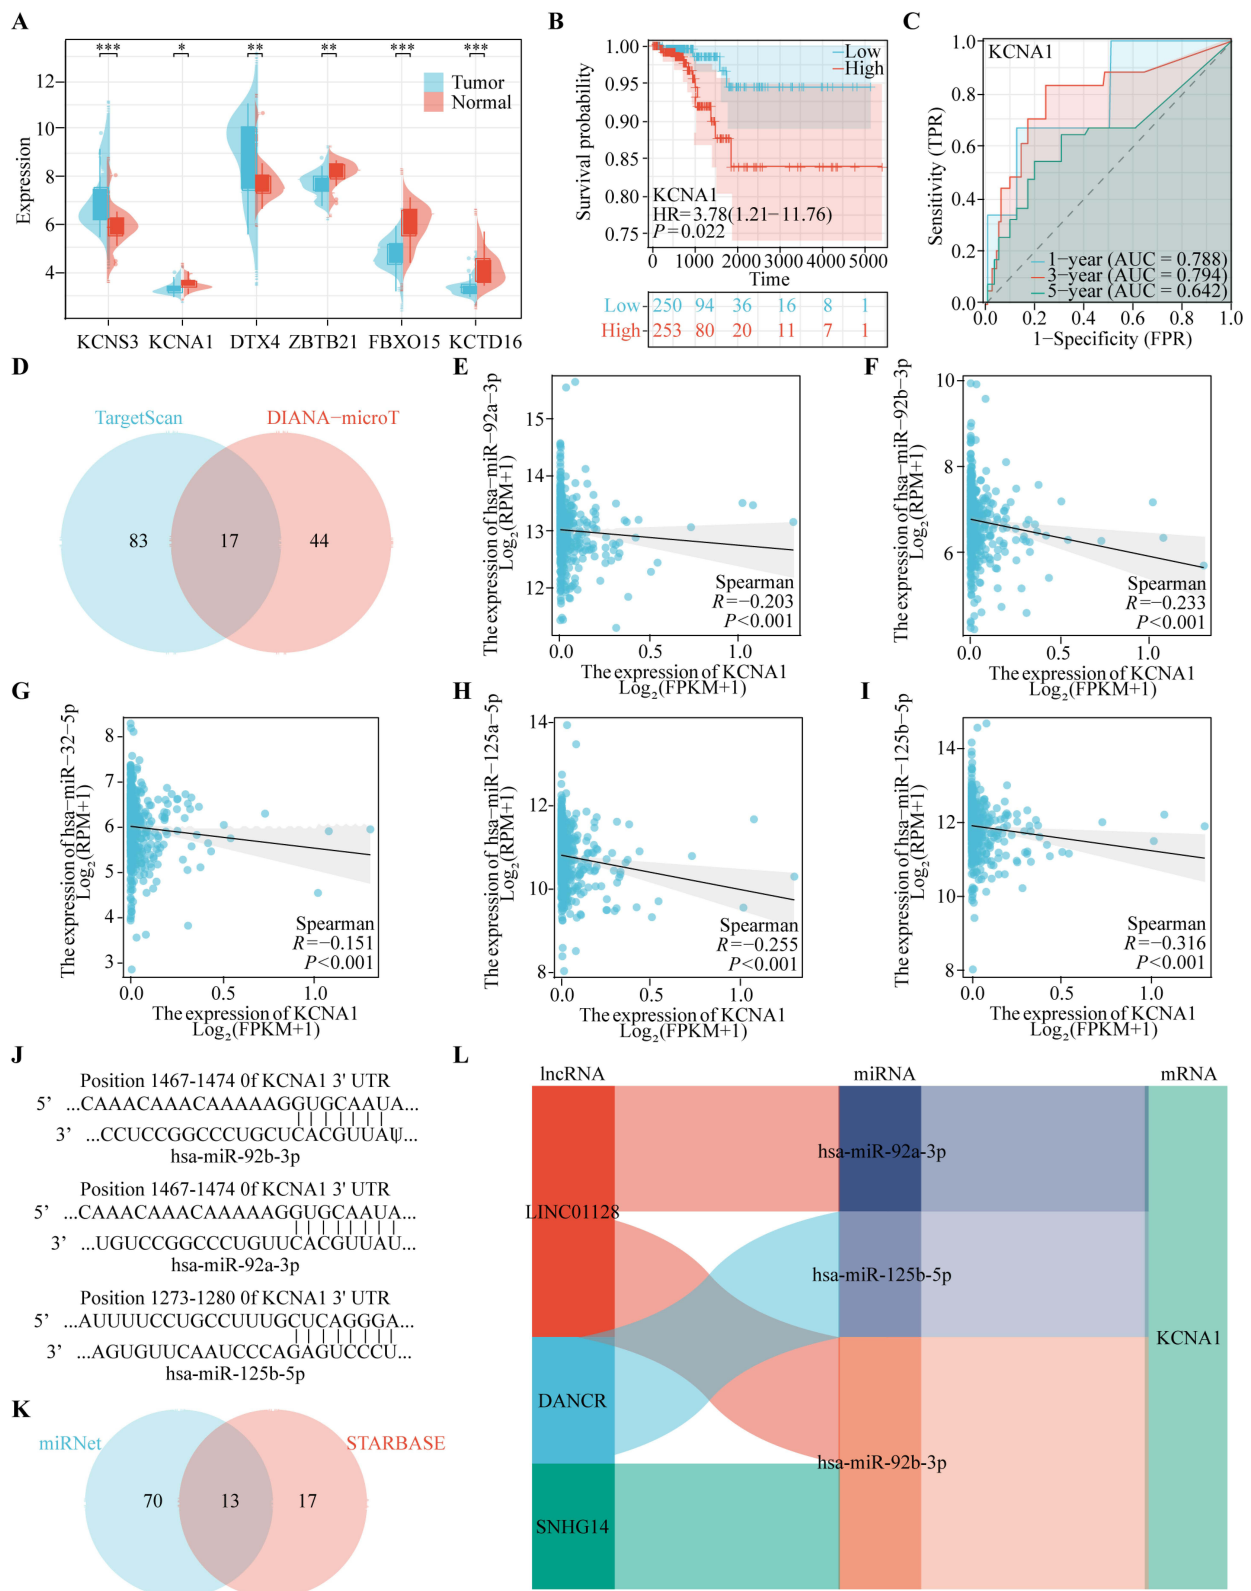 A
*** * ** ** *** ***
Tumor
Normal
Expression
12
10
8
6
4
KCNS3 KCNA1 DTX4 ZBTB21 FBXO15 KCTD16
B
Low
High
Survival probability
1.00
0.95
0.90
0.85
0.80
0.75
KCNA1
HR=3.78(1.21−11.76)
P=0.022
0 1000 2000 3000 4000 5000
Time
Low 250 94 36 16 8 1
High 253 80 20 11 7 1
C
KCNA1
Sensitivity (TPR)
1.0
0.8
0.6
0.4
0.2
0.0
1−year (AUC = 0.788)
3−year (AUC = 0.794)
5−year (AUC = 0.642)
0.0 0.2 0.4 0.6 0.8 1.0
1−Specificity (FPR)
D
TargetScan
DIANA−microT
83 17 44
E
The expression of hsa−miR−92a−3p
Log2(RPM+1)
15
14
13
12
Spearman
R=−0.203
P<0.001
0.0 0.5 1.0
The expression of KCNA1
Log2(FPKM+1)
F
The expression of hsa−miR−92b−3p
Log2(RPM+1)
10
8
6
Spearman
R=−0.233
P<0.001
0.0 0.5 1.0
The expression of KCNA1
Log2(FPKM+1)
G
The expression of hsa−miR−32−5p
Log2(RPM+1)
8
7
6
5
4
3
Spearman
R=−0.151
P<0.001
0.0 0.5 1.0
The expression of KCNA1
Log2(FPKM+1)
H
The expression of hsa−miR−125a−5p
Log2(RPM+1)
14
12
10
8
Spearman
R=−0.255
P<0.001
0.0 0.5 1.0
The expression of KCNA1
Log2(FPKM+1)
I
The expression of hsa−miR−125b−5p
Log2(RPM+1)
14
12
10
8
Spearman
R=−0.316
P<0.001
0.0 0.5 1.0
The expression of KCNA1
Log2(FPKM+1)
J
Position 1467-1474 0f KCNA1 3' UTR
5’ ...CAAACAAACAAAAAGGUGCAAUA...
3’ ...CCUCCGGCCCUGCUCACGUUAU...
hsa-miR-92b-3p
Position 1467-1474 0f KCNA1 3' UTR
5’ ...CAAACAAACAAAAAGGUGCAAUA...
3’ ...UGUCCGGCCCUGUUCACGUUAU...
hsa-miR-92a-3p
Position 1273-1280 0f KCNA1 3' UTR
5’ ...AUUUUCCUGCCUUUGCUCAGGGA...
3’ ...AGUGUUCAAUCCCAGAGUCCCU...
hsa-miR-125b-5p
K
miRNet
STARBASE
70 13 17
L
lncRNA miRNA mRNA
hsa-miR-92a-3p
LINC01128
hsa-miR-125b-5p
KCNA1
DANCR
hsa-miR-92b-3p
SNHG14